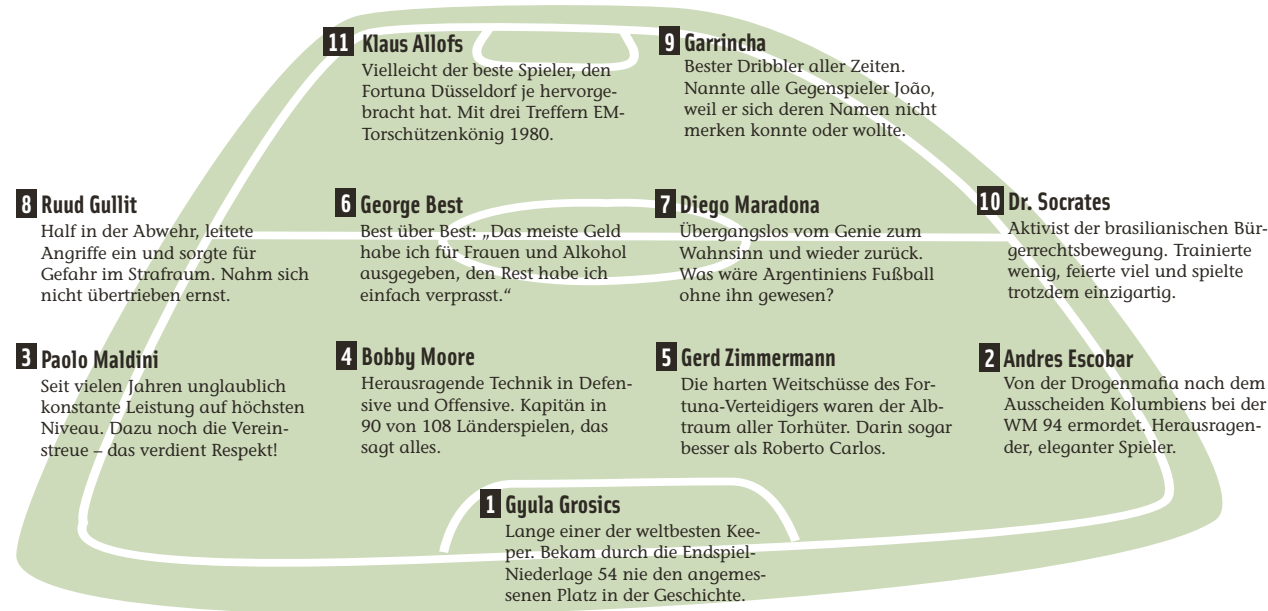 11 Klaus Allofs
Vielleicht der beste Spieler, den
Fortuna Düsseldorf je hervorge-
bracht hat. Mit drei Treffern EM-
Torschützenkönig 1980.
9 Garrincha
Bester Dribbler aller Zeiten.
Nannte alle Gegenspieler João,
weil er sich deren Namen nicht
merken konnte oder wollte.
8 Ruud Gullit
Half in der Abwehr, leitete
Angriffe ein und sorgte für
Gefahr im Strafraum. Nahm sich
nicht übertrieben ernst.
6 George Best
Best über Best: „Das meiste Geld
habe ich für Frauen und Alkohol
ausgegeben, den Rest habe ich
einfach verprasst.“
7 Diego Maradona
Übergangslos vom Genie zum
Wahnsinn und wieder zurück.
Was wäre Argentiniens Fußball
ohne ihn gewesen?
10 Dr. Socrates
Aktivist der brasilianischen Bür-
gerrechtsbewegung. Trainierte
wenig, feierte viel und spielte
trotzdem einzigartig.
3 Paolo Maldini
Seit vielen Jahren unglaublich
konstante Leistung auf höchsten
Niveau. Dazu noch die Verein-
streue – das verdient Respekt!
4 Bobby Moore
Herausragende Technik in Defen-
sive und Offensive. Kapitän in
90 von 108 Länderspielen, das
sagt alles.
5 Gerd Zimmermann
Die harten Weitschüsse des For-
tuna-Verteidigers waren der Alb-
traum aller Torhüter. Darin sogar
besser als Roberto Carlos.
2 Andres Escobar
Von der Drogenmafia nach dem
Ausscheiden Kolumbiens bei der
WM 94 ermordet. Herausragen-
der, eleganter Spieler.
1 Gyula Grosics
Lange einer der weltbesten Kee-
per. Bekam durch die Endspiel-
Niederlage 54 nie den angemes-
senen Platz in der Geschichte.